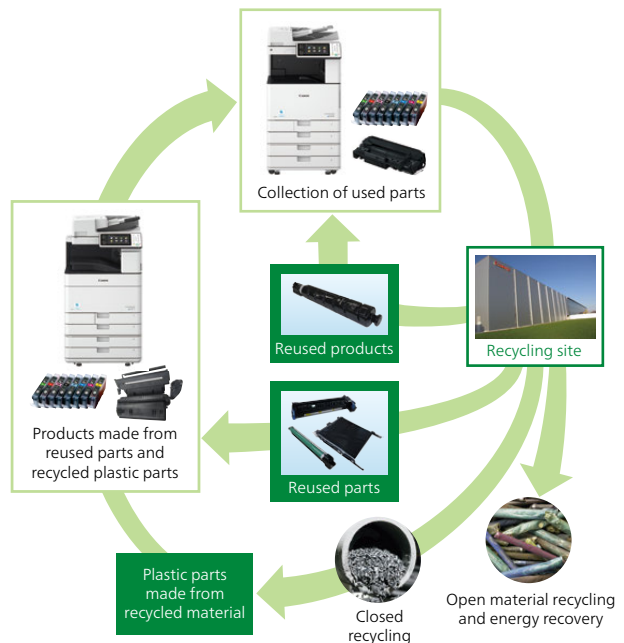 Collection of used parts
Reused products
Recycling site
Products made from
reused parts and
recycled plastic parts
Reused parts
Plastic parts
made from
recycled material
Closed
recycling
Open material recycling
and energy recovery